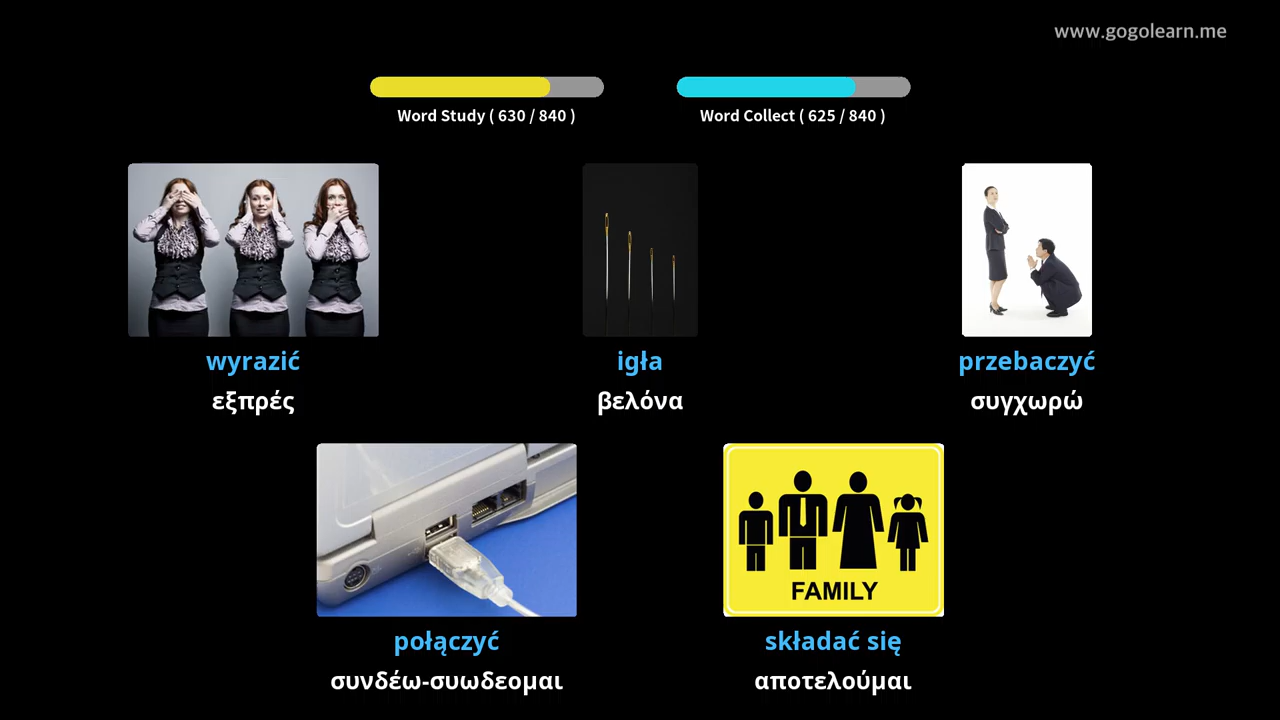 www.gogolearn.me
Word Study ( 630 / 840 )
Word Collect ( 625 / 840 )
wyrazić
εξπρές
igła
βελόνα
przebaczyć
συγχωρώ
połączyć
συνδέω-συωδεομαι
FAMILY
składać się
αποτελούμαι